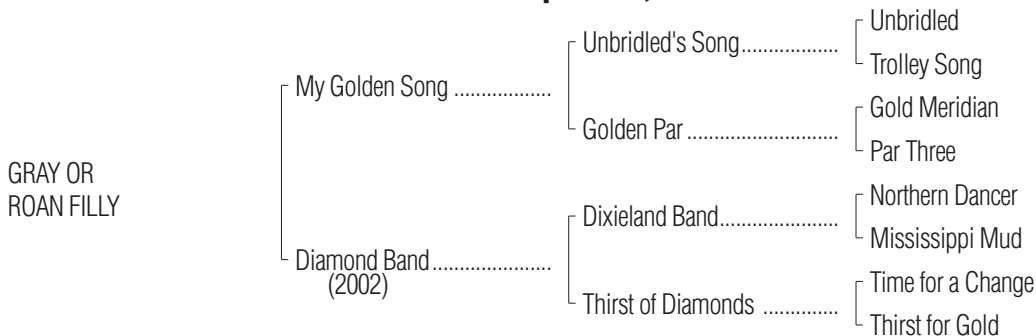 Unbridled
Unbridled's Song..................
Trolley Song
My Golden Song ..................
Gold Meridian
Golden Par ............................
Par Three
GRAY OR
ROAN FILLY
Northern Dancer
Dixieland Band......................
Mississippi Mud
Diamond Band......................
(2002)
Time for a Change
Thirst of Diamonds ..............
Thirst for Gold